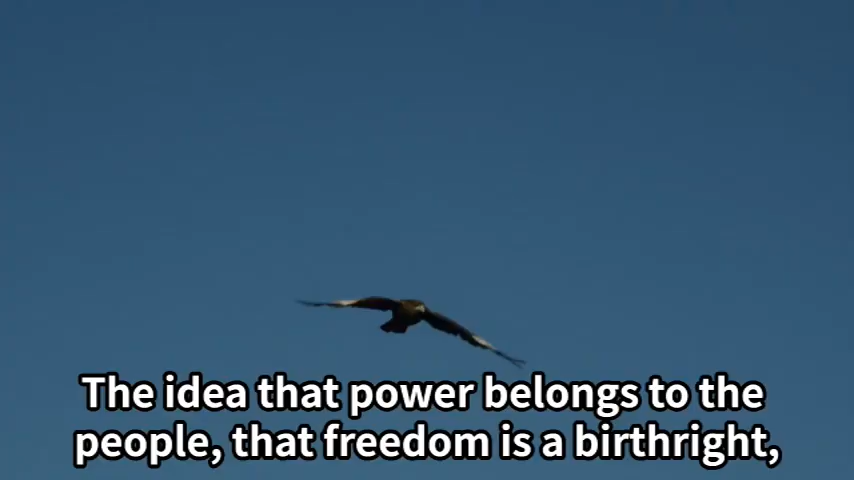 The idea that power belongs to the
people, that freedom is a birthright,